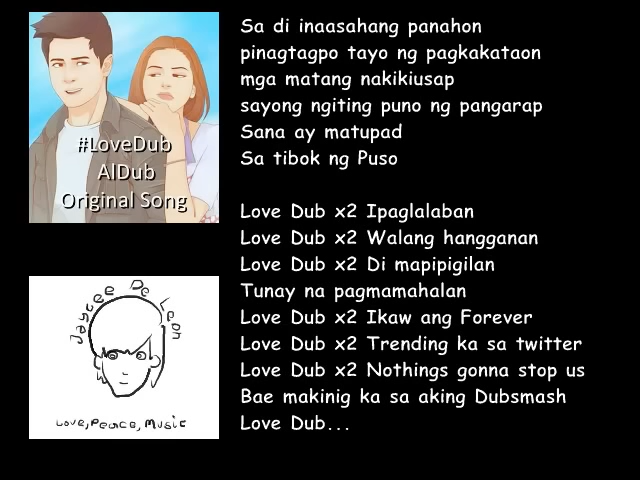 #LoveDub
AlDub
Original Song
Jaycee De Leon
Love, Peace, Music
Sa di inaasahang panahon
pinagtagpo tayo ng pagkakataon
mga matang nakikiusap
sayong ngiting puno ng pangarap
Sana ay matupad
Sa tibok ng Puso
Love Dub x2 Ipaglalaban
Love Dub x2 Walang hangganan
Love Dub x2 Di mapipigilan
Tunay na pagmamahalan
Love Dub x2 Ikaw ang Forever
Love Dub x2 Trending ka sa twitter
Love Dub x2 Nothings gonna stop us
Bae makinig ka sa aking Dubsmash
Love Dub...